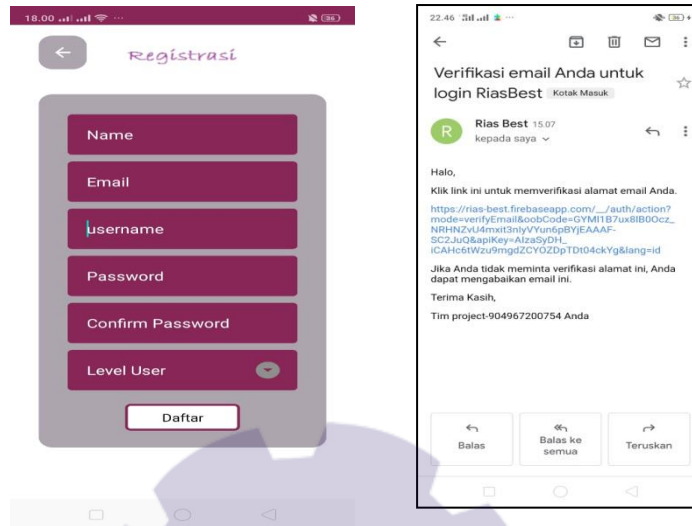 18.00
36
Registrasi
Name
Email
username
Password
Confirm Password
Level User
Daftar
22.46
36
Verifikasi email Anda untuk
login RiasBest Kotak Masuk
R
Rias Best 15.07
kepada saya
Halo,
Klik link ini untuk memverifikasi alamat email Anda.
https://rias-best.firebaseapp.com/__/auth/action?
mode=verifyEmail&oobCode=GYMl1B7ux8lB0Ocz_
NRHNZvU4mxit3nlyVYun6pBYjEAAAF-
SC2JuQ&apiKey=AIzaSyDH_
iCAHc6tWzu9mgdZCYOZDpTDt04ckYg&lang=id
Jika Anda tidak meminta verifikasi alamat ini, Anda
dapat mengabaikan email ini.
Terima Kasih,
Tim project-904967200754 Anda
Balas
Balas ke
semua
Teruskan